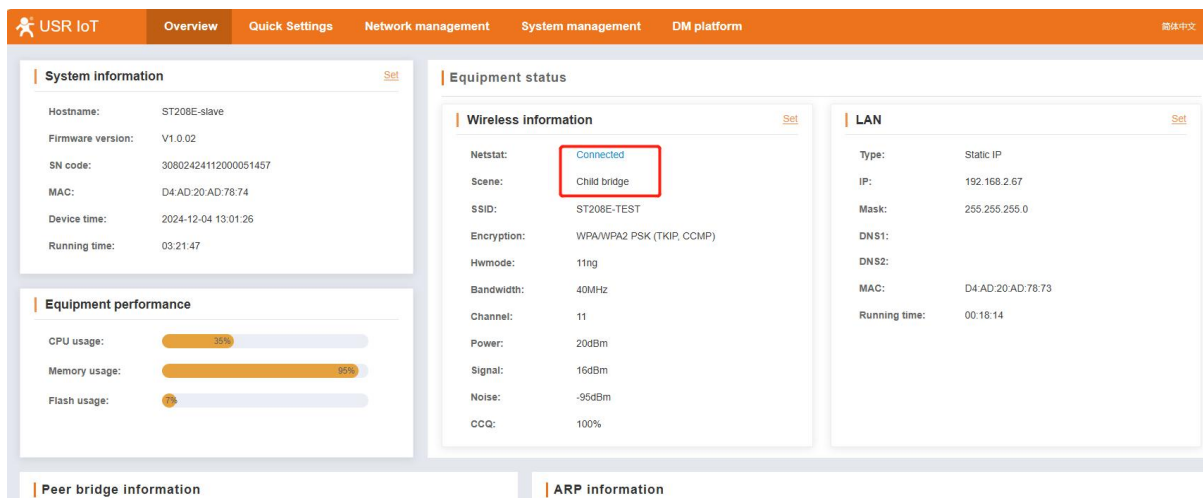 USR IoT Overview Quick Settings Network management System management DM platform 简体中文
System information Set
Hostname: ST208E-slave
Firmware version: V1.0.02
SN code: 30802424112000051457
MAC: D4:AD:20:AD:78:74
Device time: 2024-12-04 13:01:26
Running time: 03:21:47
Equipment performance
CPU usage: 35%
Memory usage: 95%
Flash usage: 7%
Equipment status
Wireless information Set
Netstat: Connected
Scene: Child bridge
SSID: ST208E-TEST
Encryption: WPA/WPA2 PSK (TKIP, CCMP)
Hwmode: 11ng
Bandwidth: 40MHz
Channel: 11
Power: 20dBm
Signal: 16dBm
Noise: -95dBm
CCQ: 100%
LAN Set
Type: Static IP
IP: 192.168.2.67
Mask: 255.255.255.0
DNS1:
DNS2:
MAC: D4:AD:20:AD:78:73
Running time: 00:18:14
Peer bridge information
ARP information